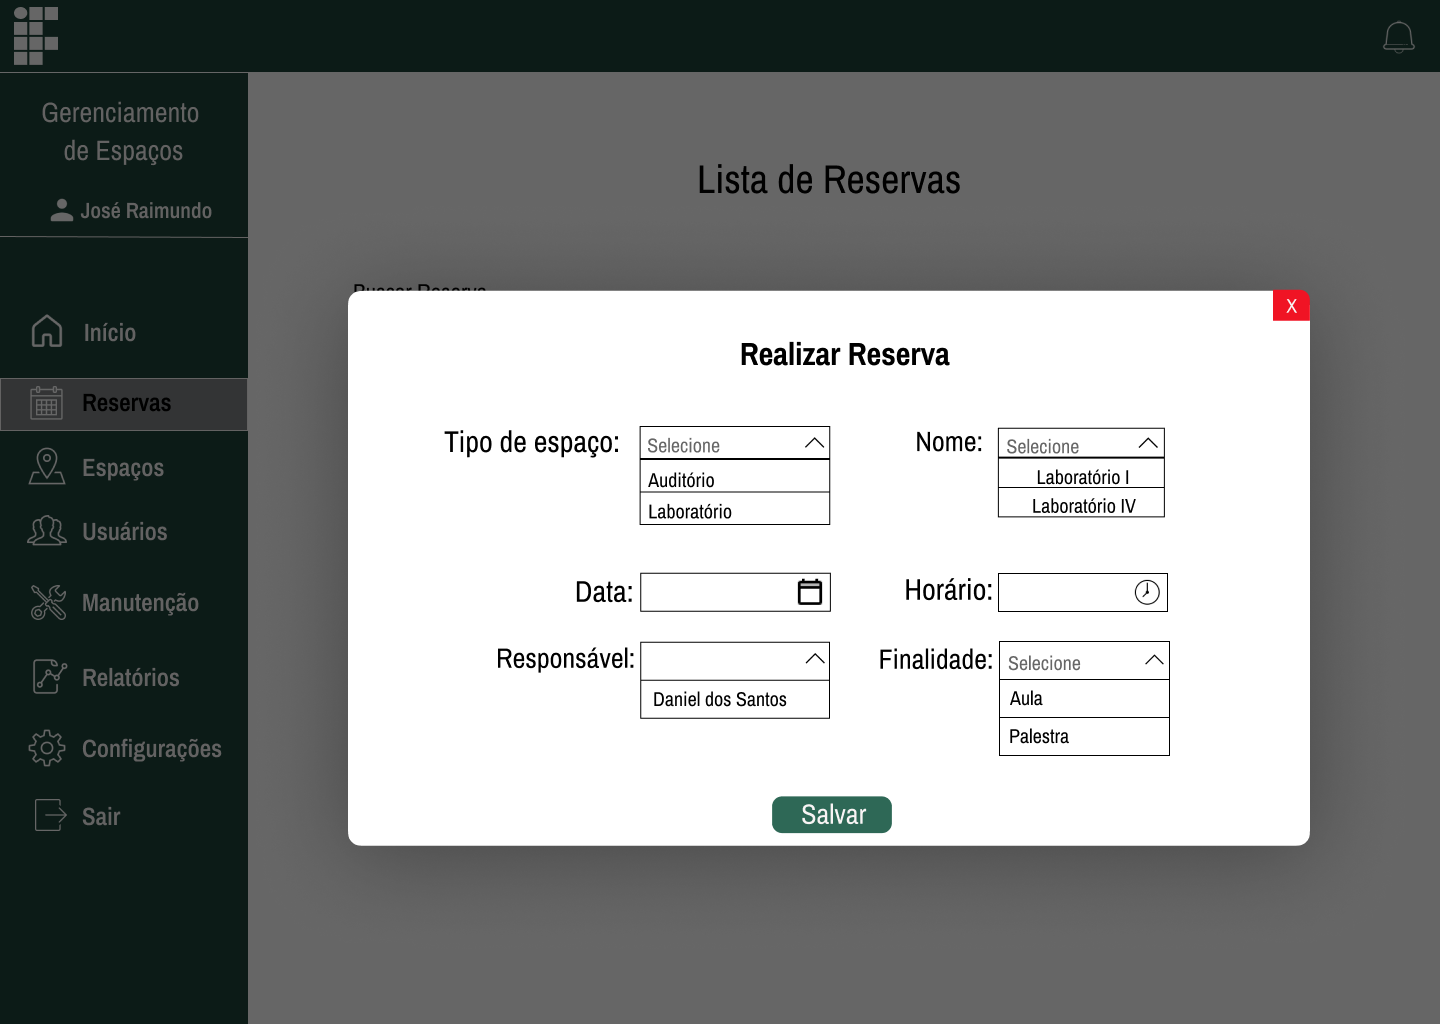 Gerenciamento
de Espaços
José Raimundo
Início
Reservas
Espaços
Usuários
Manutenção
Relatórios
Configurações
Sair
Lista de Reservas
Buscar Reserva
X
Realizar Reserva
Tipo de espaço:
Selecione
Auditório
Laboratório
Nome:
Selecione
Laboratório I
Laboratório IV
Data:
Horário:
Responsável:
Daniel dos Santos
Finalidade:
Selecione
Aula
Palestra
Salvar